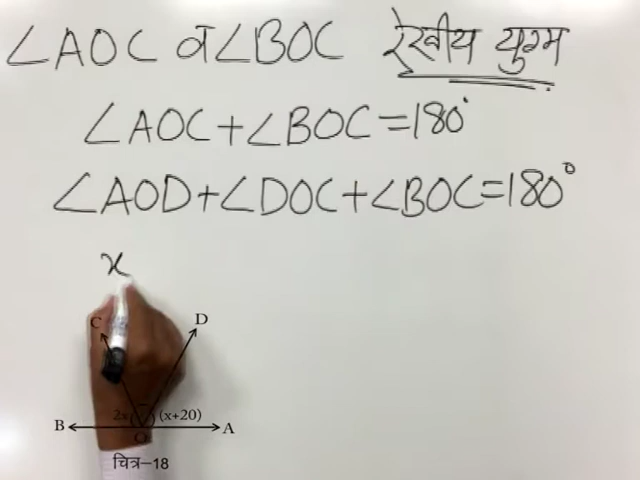 ∠AOC व ∠BOC रेखीय युग्म
∠AOC+∠BOC=180°
∠AOD+∠DOC+∠BOC=180°
x
C D
2x (x+20)
B O A
चित्र–18